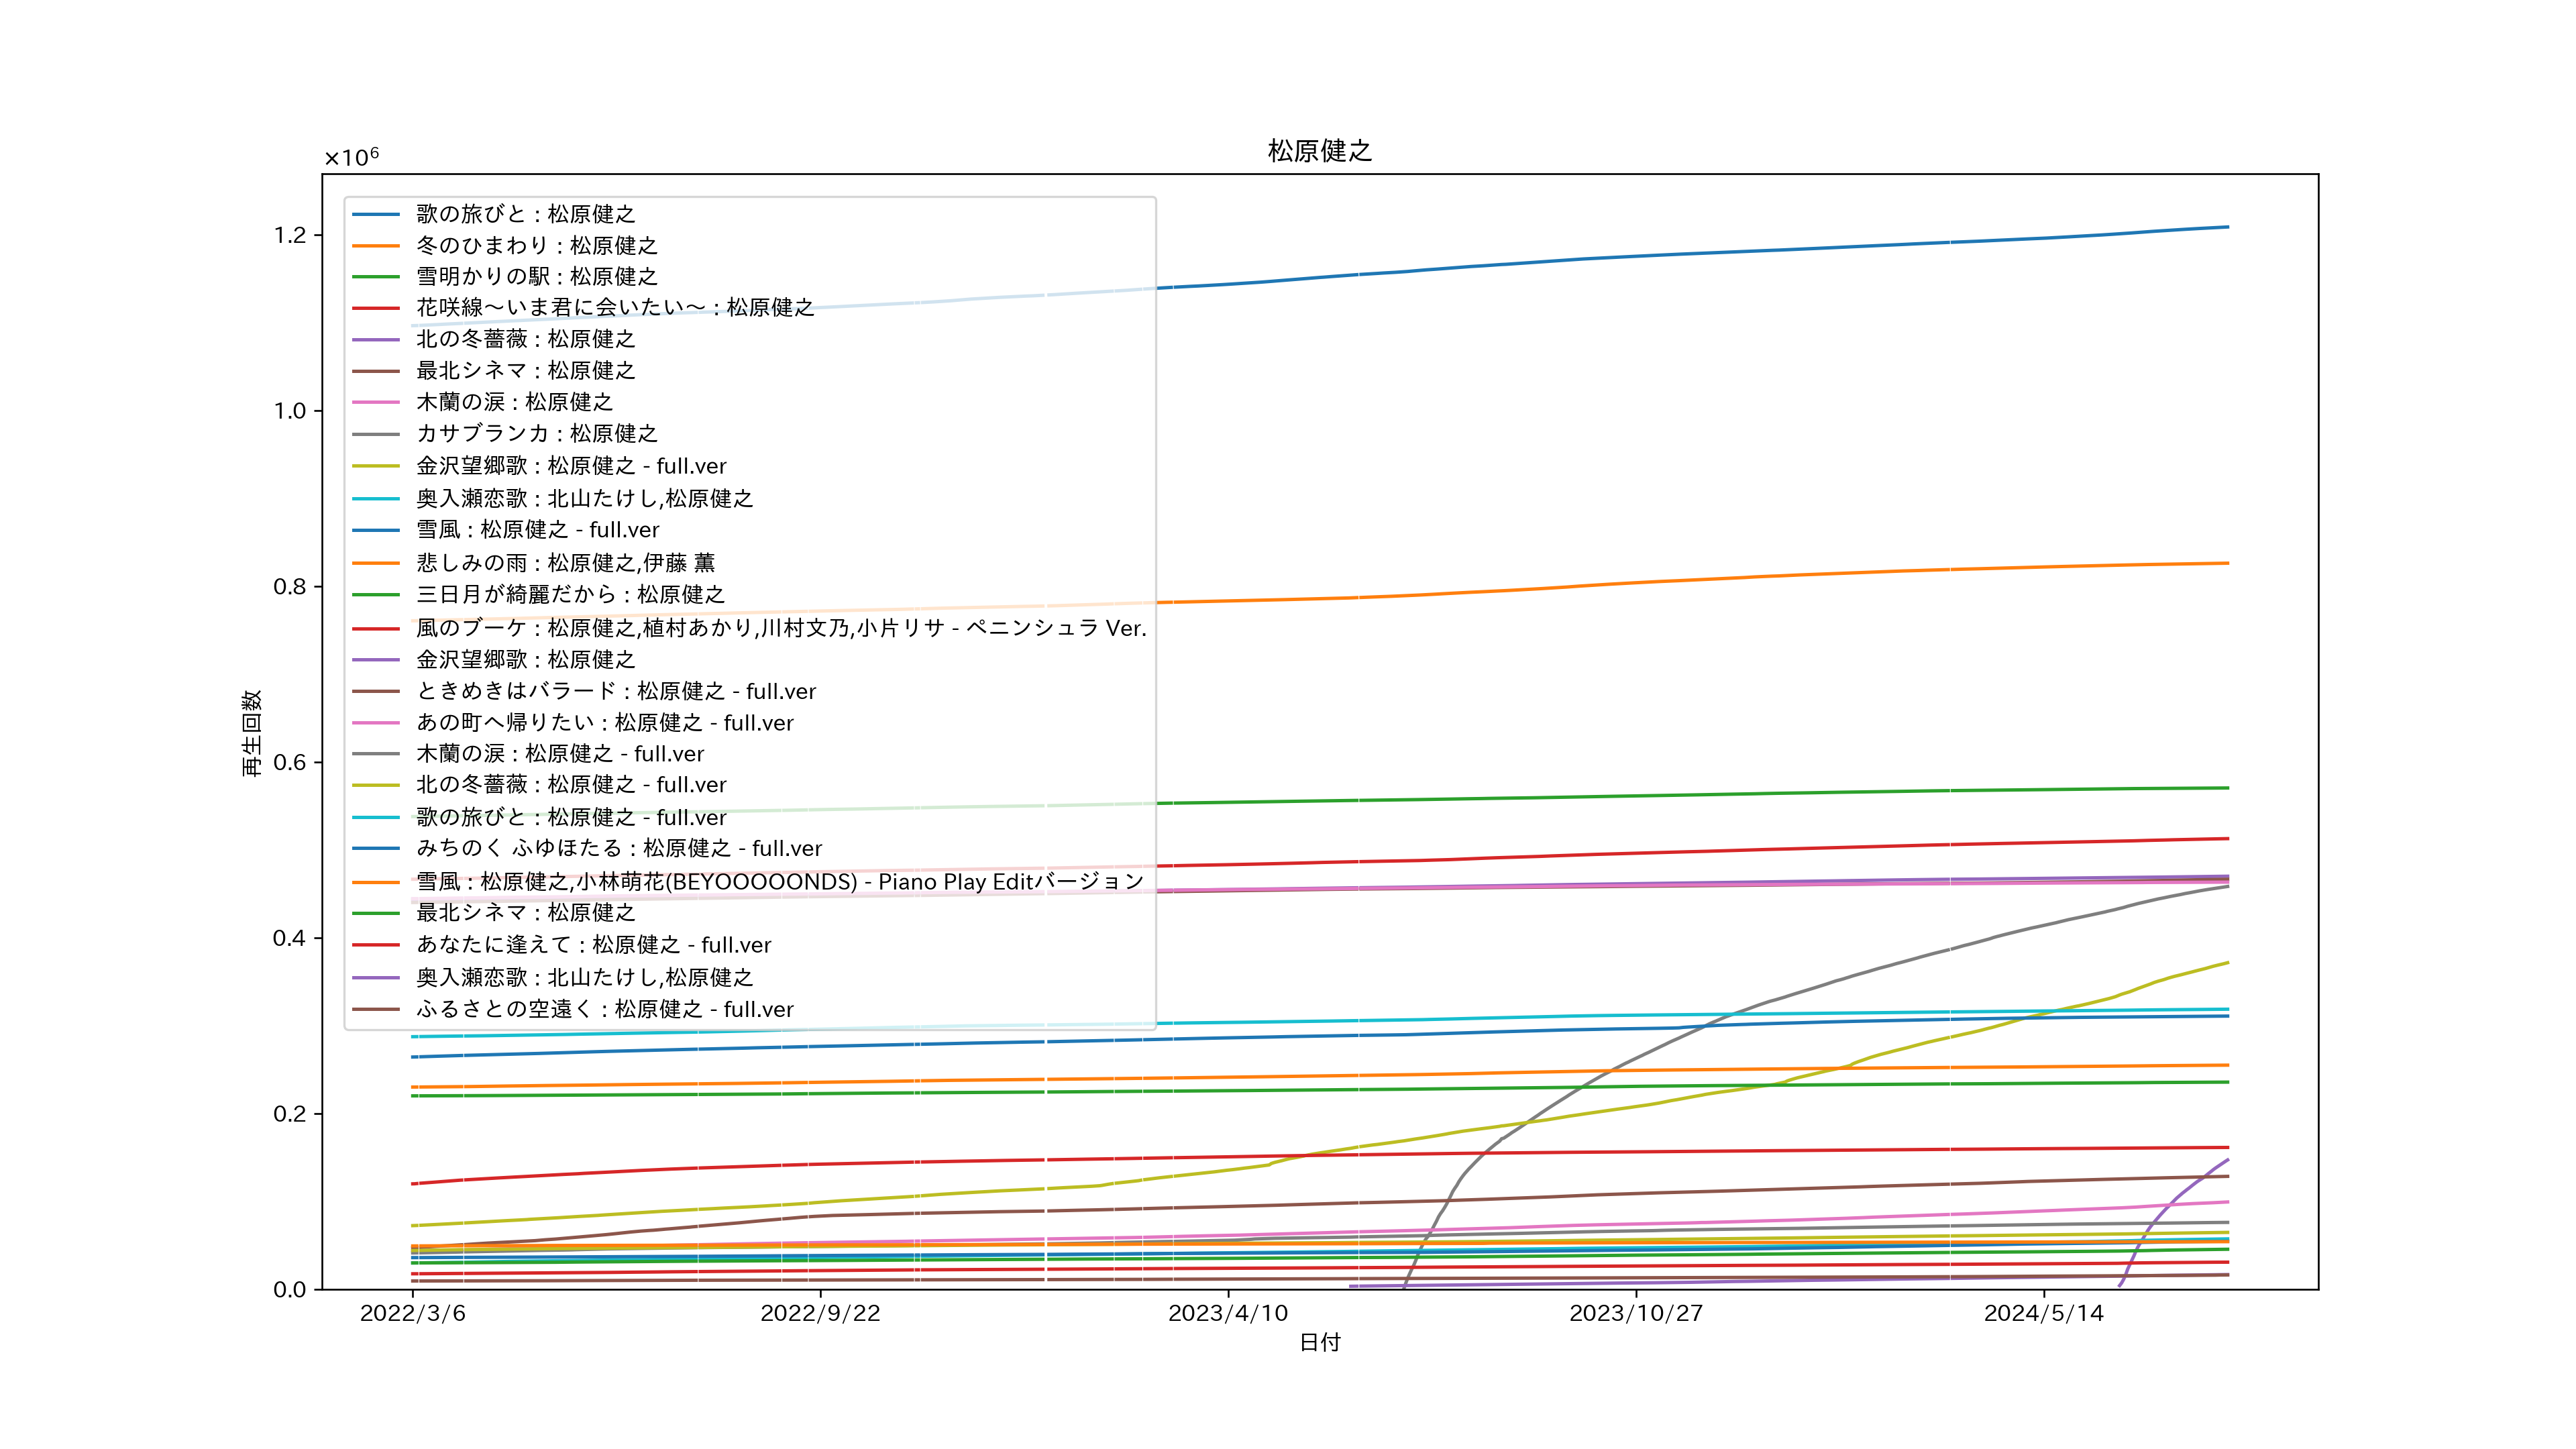 松原健之
×10⁶
歌の旅びと : 松原健之
冬のひまわり : 松原健之
雪明かりの駅 : 松原健之
花咲線〜いま君に会いたい〜 : 松原健之
北の冬薔薇 : 松原健之
最北シネマ : 松原健之
木蘭の涙 : 松原健之
カサブランカ : 松原健之
金沢望郷歌 : 松原健之 - full.ver
奥入瀬恋歌 : 北山たけし,松原健之
雪風 : 松原健之 - full.ver
悲しみの雨 : 松原健之,伊藤 薫
三日月が綺麗だから : 松原健之
風のブーケ : 松原健之,植村あかり,川村文乃,小片リサ - ペニンシュラ Ver.
金沢望郷歌 : 松原健之
ときめきはバラード : 松原健之 - full.ver
あの町へ帰りたい : 松原健之 - full.ver
木蘭の涙 : 松原健之 - full.ver
北の冬薔薇 : 松原健之 - full.ver
歌の旅びと : 松原健之 - full.ver
みちのく ふゆほたる : 松原健之 - full.ver
雪風 : 松原健之,小林萌花(BEYOOOOONDS) - Piano Play Editバージョン
最北シネマ : 松原健之
あなたに逢えて : 松原健之 - full.ver
奥入瀬恋歌 : 北山たけし,松原健之
ふるさとの空遠く : 松原健之 - full.ver
1.2
1.0
0.8
0.6
0.4
0.2
0.0
再生回数
2022/3/6
2022/9/22
2023/4/10
2023/10/27
2024/5/14
日付